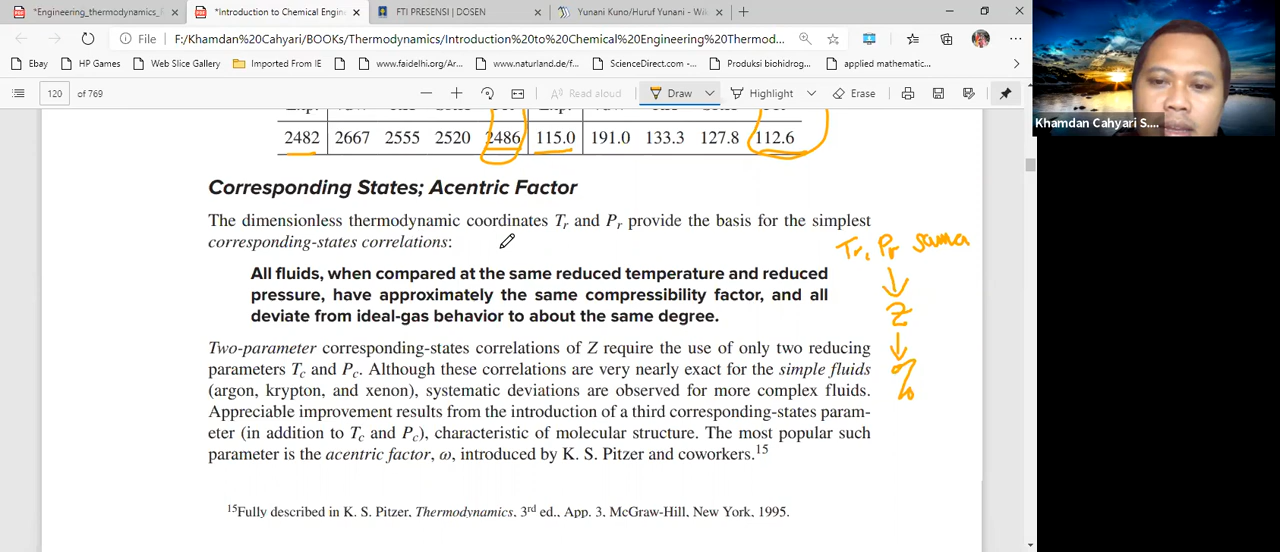 *Engineering_thermodynamics_
*Introduction to Chemical Engine
FTI PRESENSI | DOSEN
Yunani Kuno/Huruf Yunani - Wik
File F:/Khamdan%20Cahyari/BOOKs/Thermodynamics/Introduction%20to%20Chemical%20Engineering%20Thermod...
Ebay
HP Games
Web Slice Gallery
Imported From IE
www.faidelhi.org/Ar...
www.naturland.de/f...
ScienceDirect.com...
Produksi biohidrog...
applied mathematic...
120 of 769
Read aloud
Draw
Highlight
Erase
2482 2667 2555 2520 2486 115.0 191.0 133.3 127.8 112.6
Corresponding States; Acentric Factor
The dimensionless thermodynamic coordinates Tr and Pr provide the basis for the simplest
corresponding-states correlations:
All fluids, when compared at the same reduced temperature and reduced
pressure, have approximately the same compressibility factor, and all
deviate from ideal-gas behavior to about the same degree.
Two-parameter corresponding-states correlations of Z require the use of only two reducing
parameters Tc and Pc. Although these correlations are very nearly exact for the simple fluids
(argon, krypton, and xenon), systematic deviations are observed for more complex fluids.
Appreciable improvement results from the introduction of a third corresponding-states param-
eter (in addition to Tc and Pc), characteristic of molecular structure. The most popular such
parameter is the acentric factor, ω, introduced by K. S. Pitzer and coworkers.15
15Fully described in K. S. Pitzer, Thermodynamics, 3rd ed., App. 3, McGraw-Hill, New York, 1995.
Tr, Pr sama
↓
Z
↓
%
Khamdan Cahyari S....